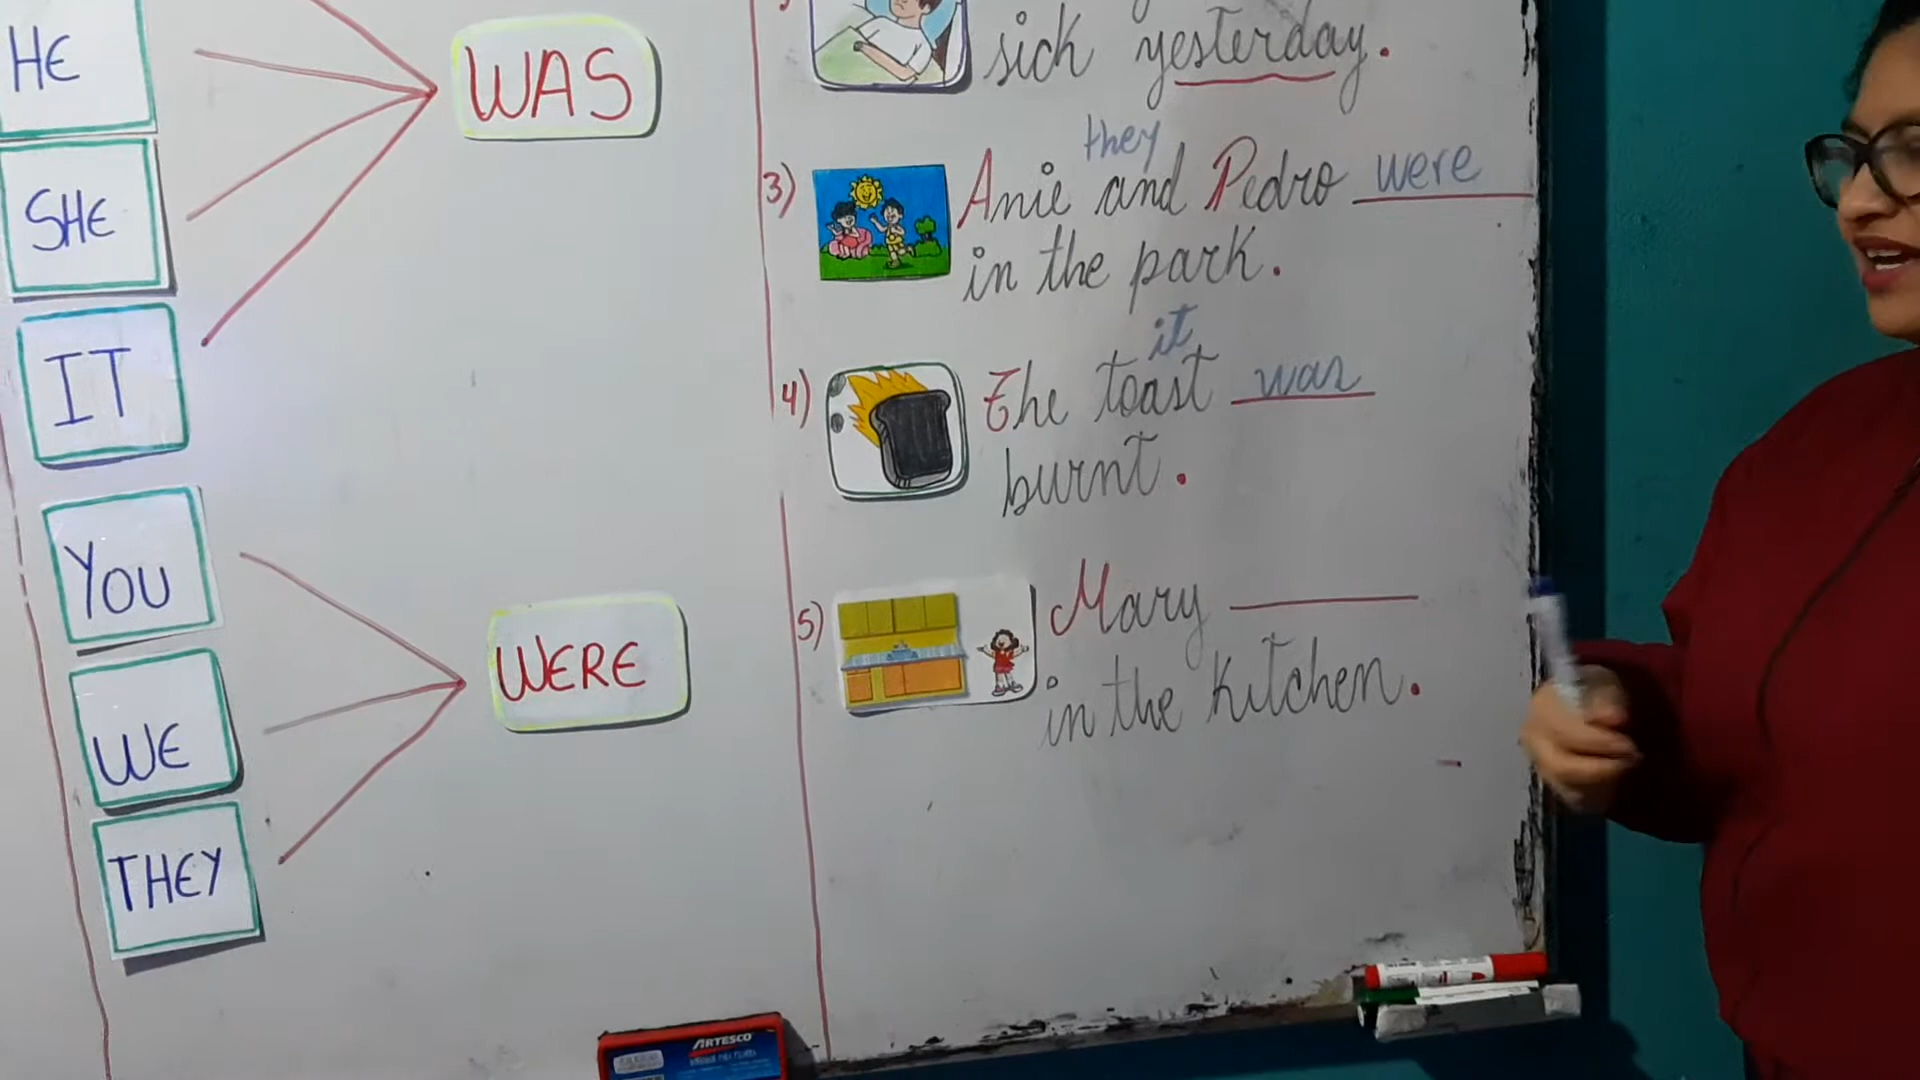 HE
SHE
IT
YOU
WE
THEY
WAS
WERE
sick yesterday.
they
3) Anie and Pedro were
in the park.
it
4) The toast was
burnt.
5) Mary
in the kitchen.
ARTESCO